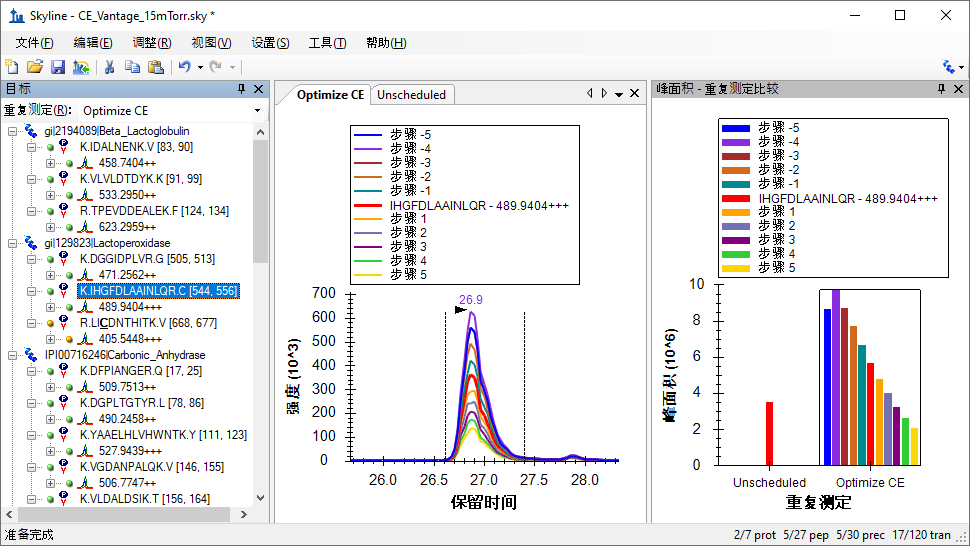 Skyline - CE_Vantage_15mTorr.sky *
文件(F) 编辑(E) 调整(R) 视图(V) 设置(S) 工具(T) 帮助(H)
目标
重复测定(R): Optimize CE
gi|2194089|Beta_Lactoglobulin
K.IDALNENK.V [83, 90]
458.7404++
K.VLVLDTDYK.K [91, 99]
533.2950++
R.TPEVDDEALEK.F [124, 134]
623.2959++
gi|129823|Lactoperoxidase
K.DGGIDPLVR.G [505, 513]
471.2562++
K.IHGFDLAAINLQR.C [544, 556]
489.9404+++
R.LICDNTHITK.V [668, 677]
405.5448+++
IPI00716246|Carbonic_Anhydrase
K.DFPIANGER.Q [17, 25]
509.7513++
K.DGPLTGTYR.L [78, 86]
490.2458++
K.YAAELHLVHWNTK.Y [111, 123]
527.9439+++
K.VGDANPALQK.V [146, 155]
506.7747++
K.VLDALDSIK.T [156, 164]
Optimize CE Unscheduled
步骤 -5
步骤 -4
步骤 -3
步骤 -2
步骤 -1
IHGFDLAAINLQR - 489.9404+++
步骤 1
步骤 2
步骤 3
步骤 4
步骤 5
26.9
强度 (10^3)
700
600
500
400
300
200
100
0
26.0 26.5 27.0 27.5 28.0
保留时间
峰面积 - 重复测定比较
步骤 -5
步骤 -4
步骤 -3
步骤 -2
步骤 -1
IHGFDLAAINLQR - 489.9404+++
步骤 1
步骤 2
步骤 3
步骤 4
步骤 5
峰面积 (10^6)
10
8
6
4
2
0
Unscheduled Optimize CE
重复测定
准备完成
2/7 prot 5/27 pep 5/30 prec 17/120 tran